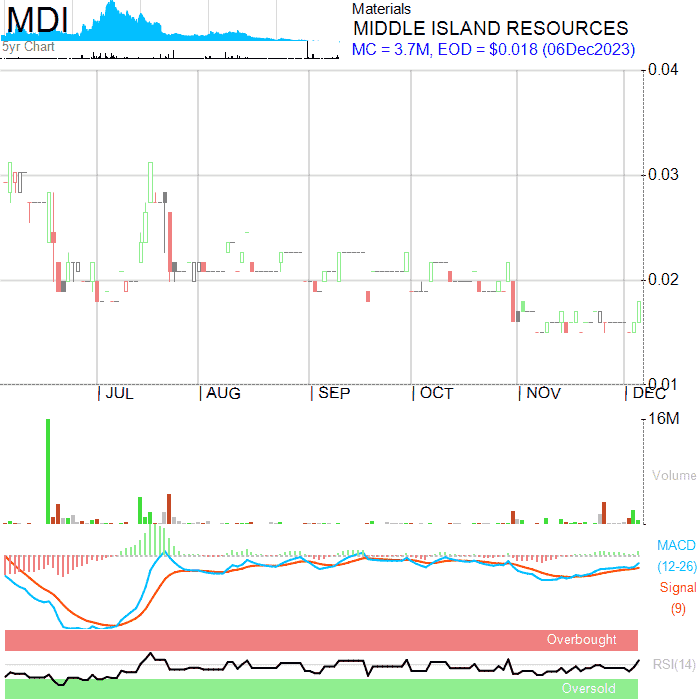 MDI
5yr Chart
Materials
MIDDLE ISLAND RESOURCES
MC = 3.7M, EOD = $0.018 (06Dec2023)
0.04
0.03
0.02
0.01
JUL AUG SEP OCT NOV DEC
16M
Volume
MACD
(12-26)
Signal
(9)
Overbought
RSI(14)
Oversold